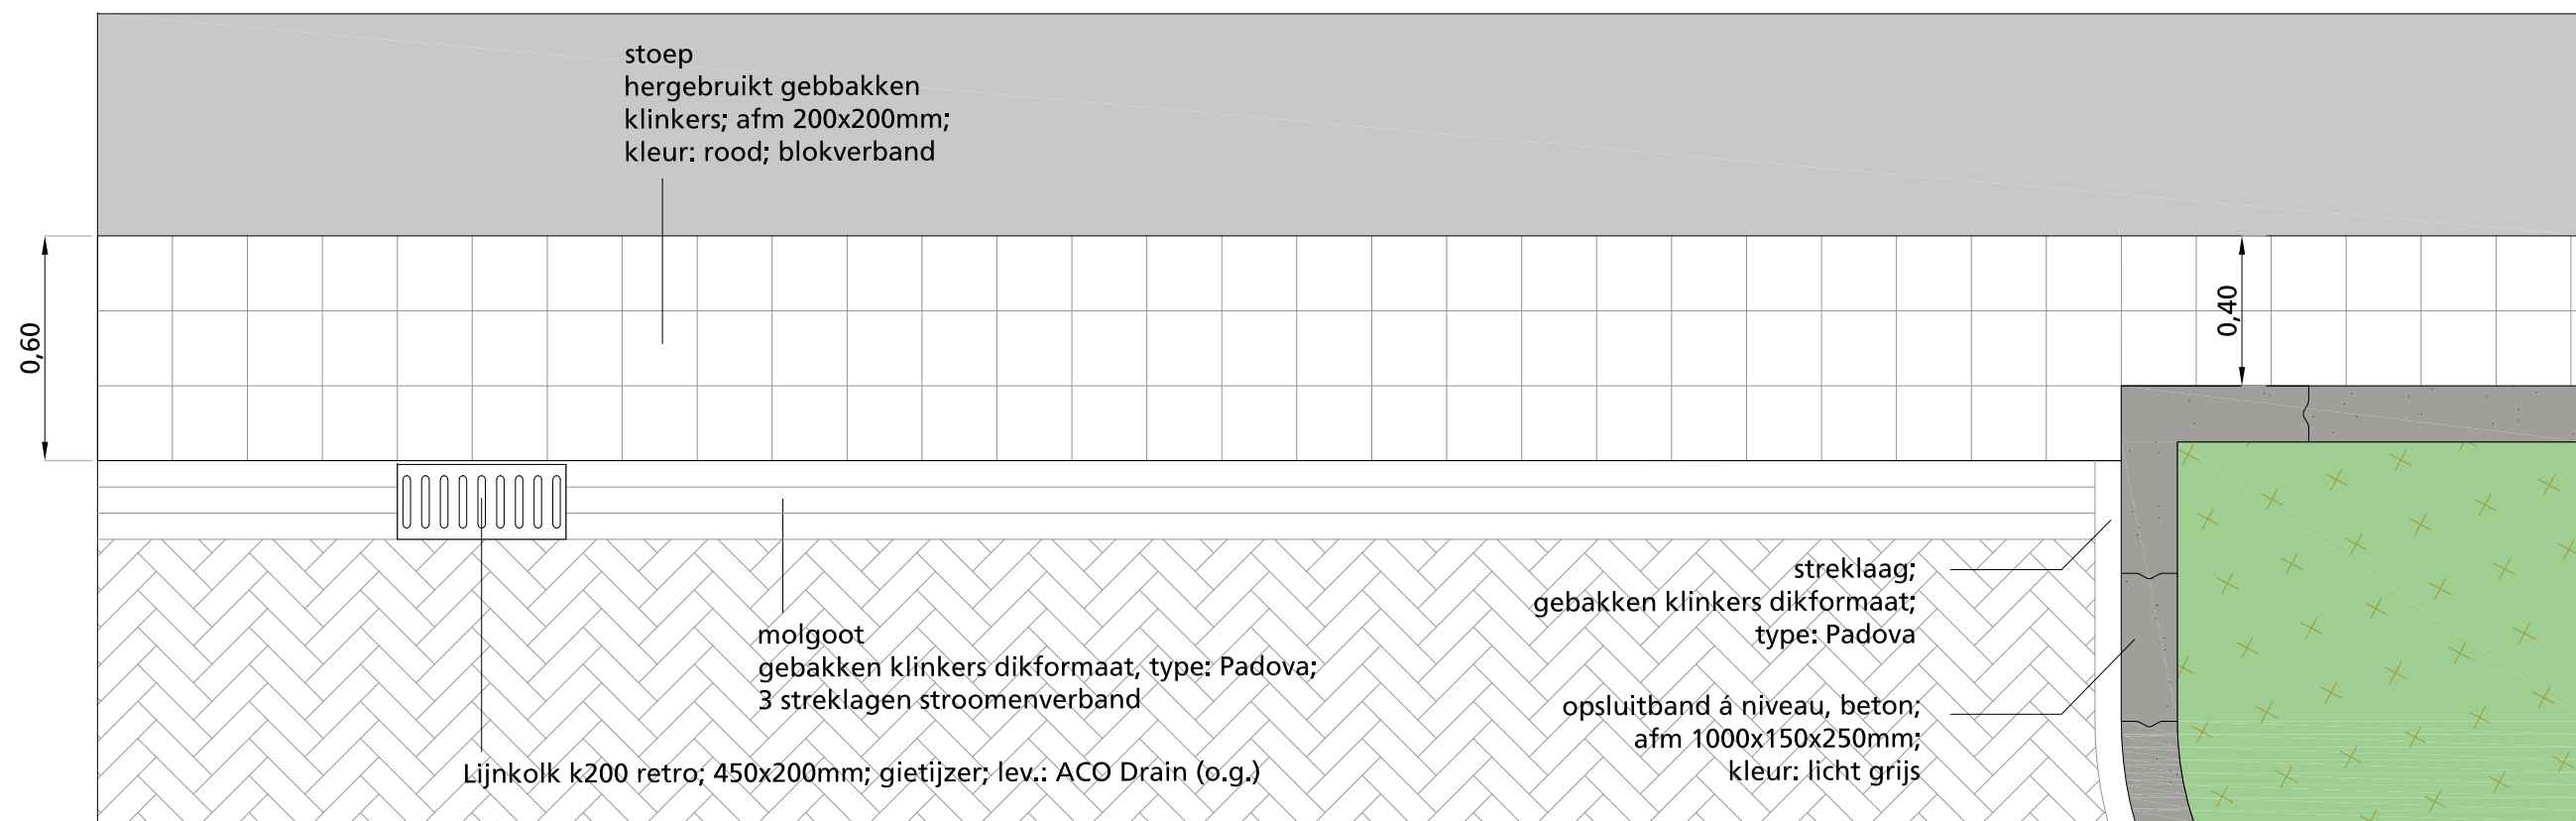 stoep
hergebruikt gebbakken
klinkers; afm 200x200mm;
kleur: rood; blokverband
0,60
0,40
streklaag;
gebakken klinkers dikformaat;
type: Padova
molgoot
gebakken klinkers dikformaat, type: Padova;
3 streklagen stroomenverband
opsluitband á niveau, beton;
afm 1000x150x250mm;
kleur: licht grijs
Lijnkolk k200 retro; 450x200mm; gietijzer; lev.: ACO Drain (o.g.)